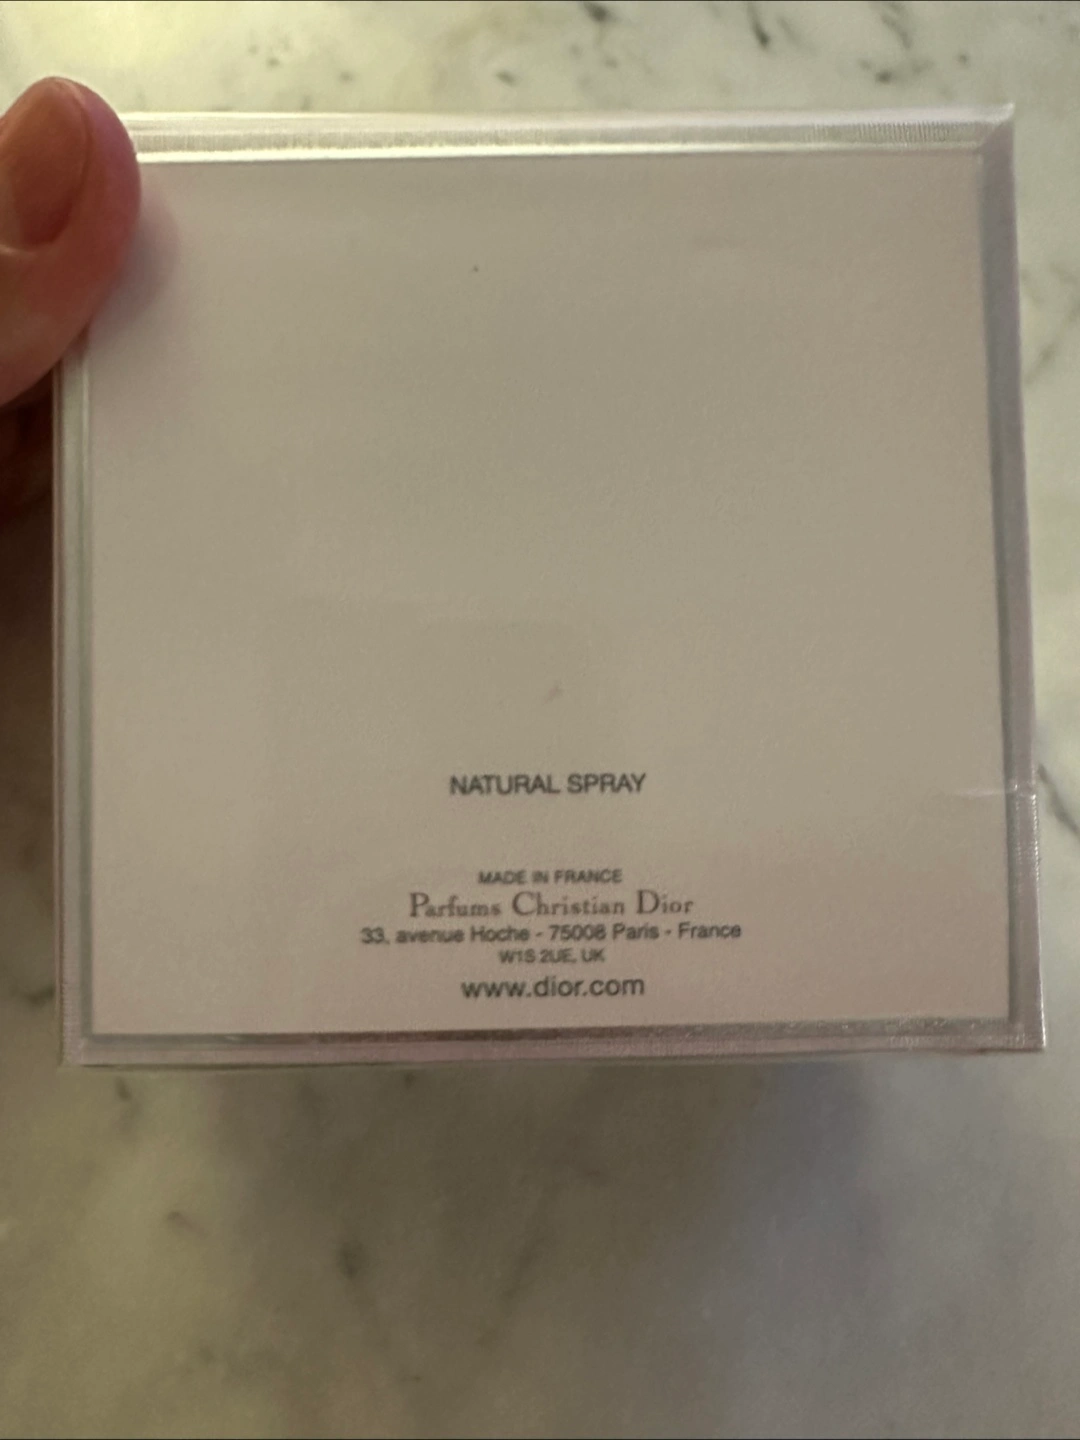 NATURAL SPRAY
MADE IN FRANCE
Parfums Christian Dior
33, avenue Hoche - 75008 Paris - France
W1S 2UE, UK
www.dior.com